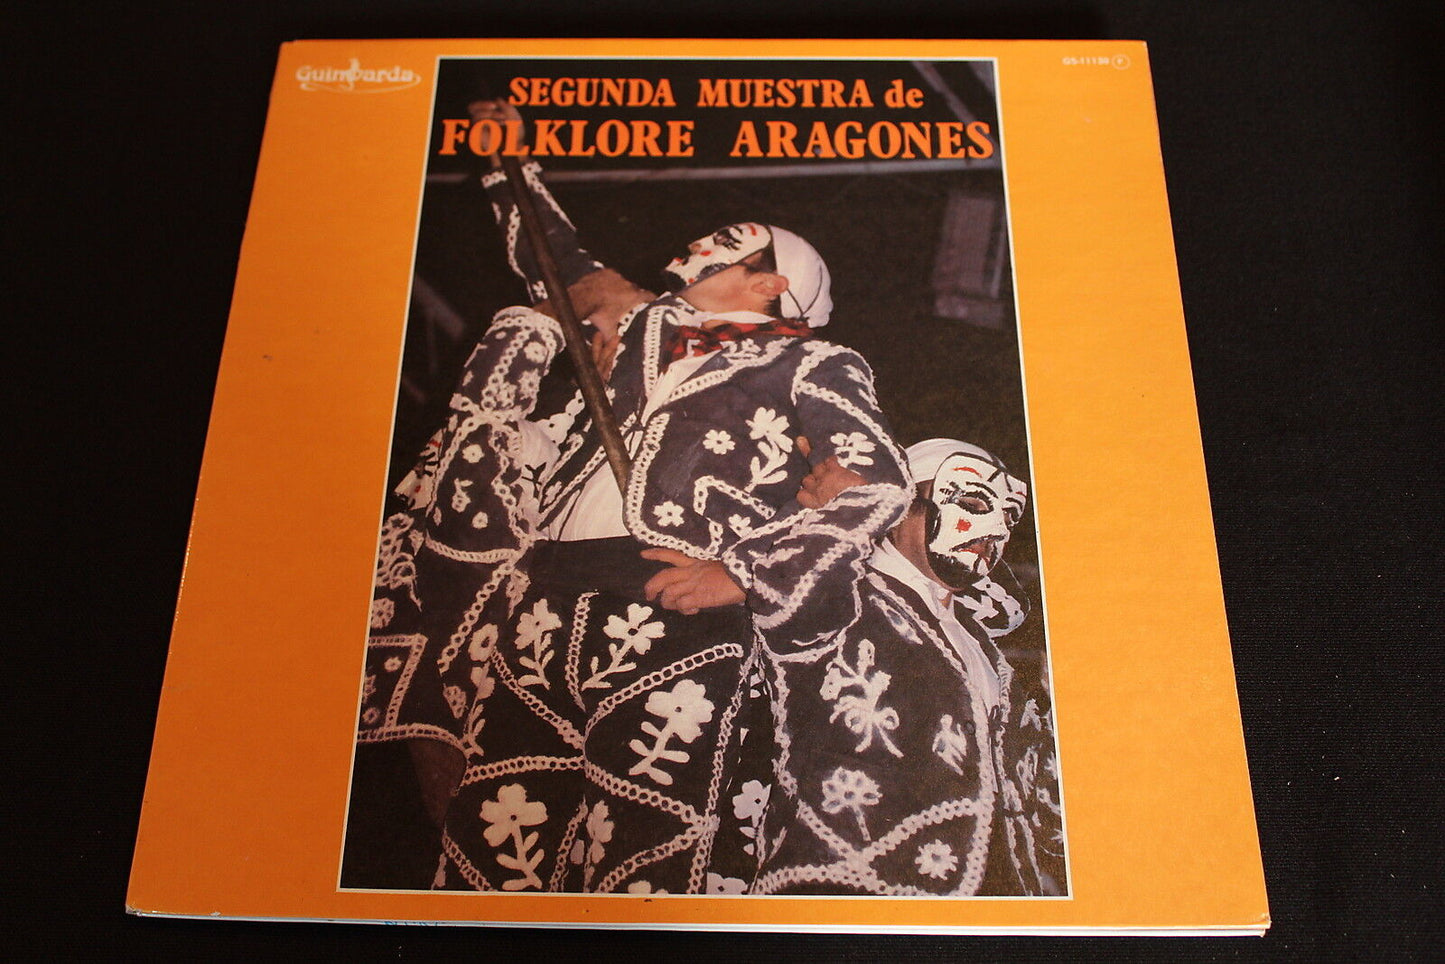 Guimbarda
GS-11130 P
SEGUNDA MUESTRA de
FOLKLORE ARAGONES